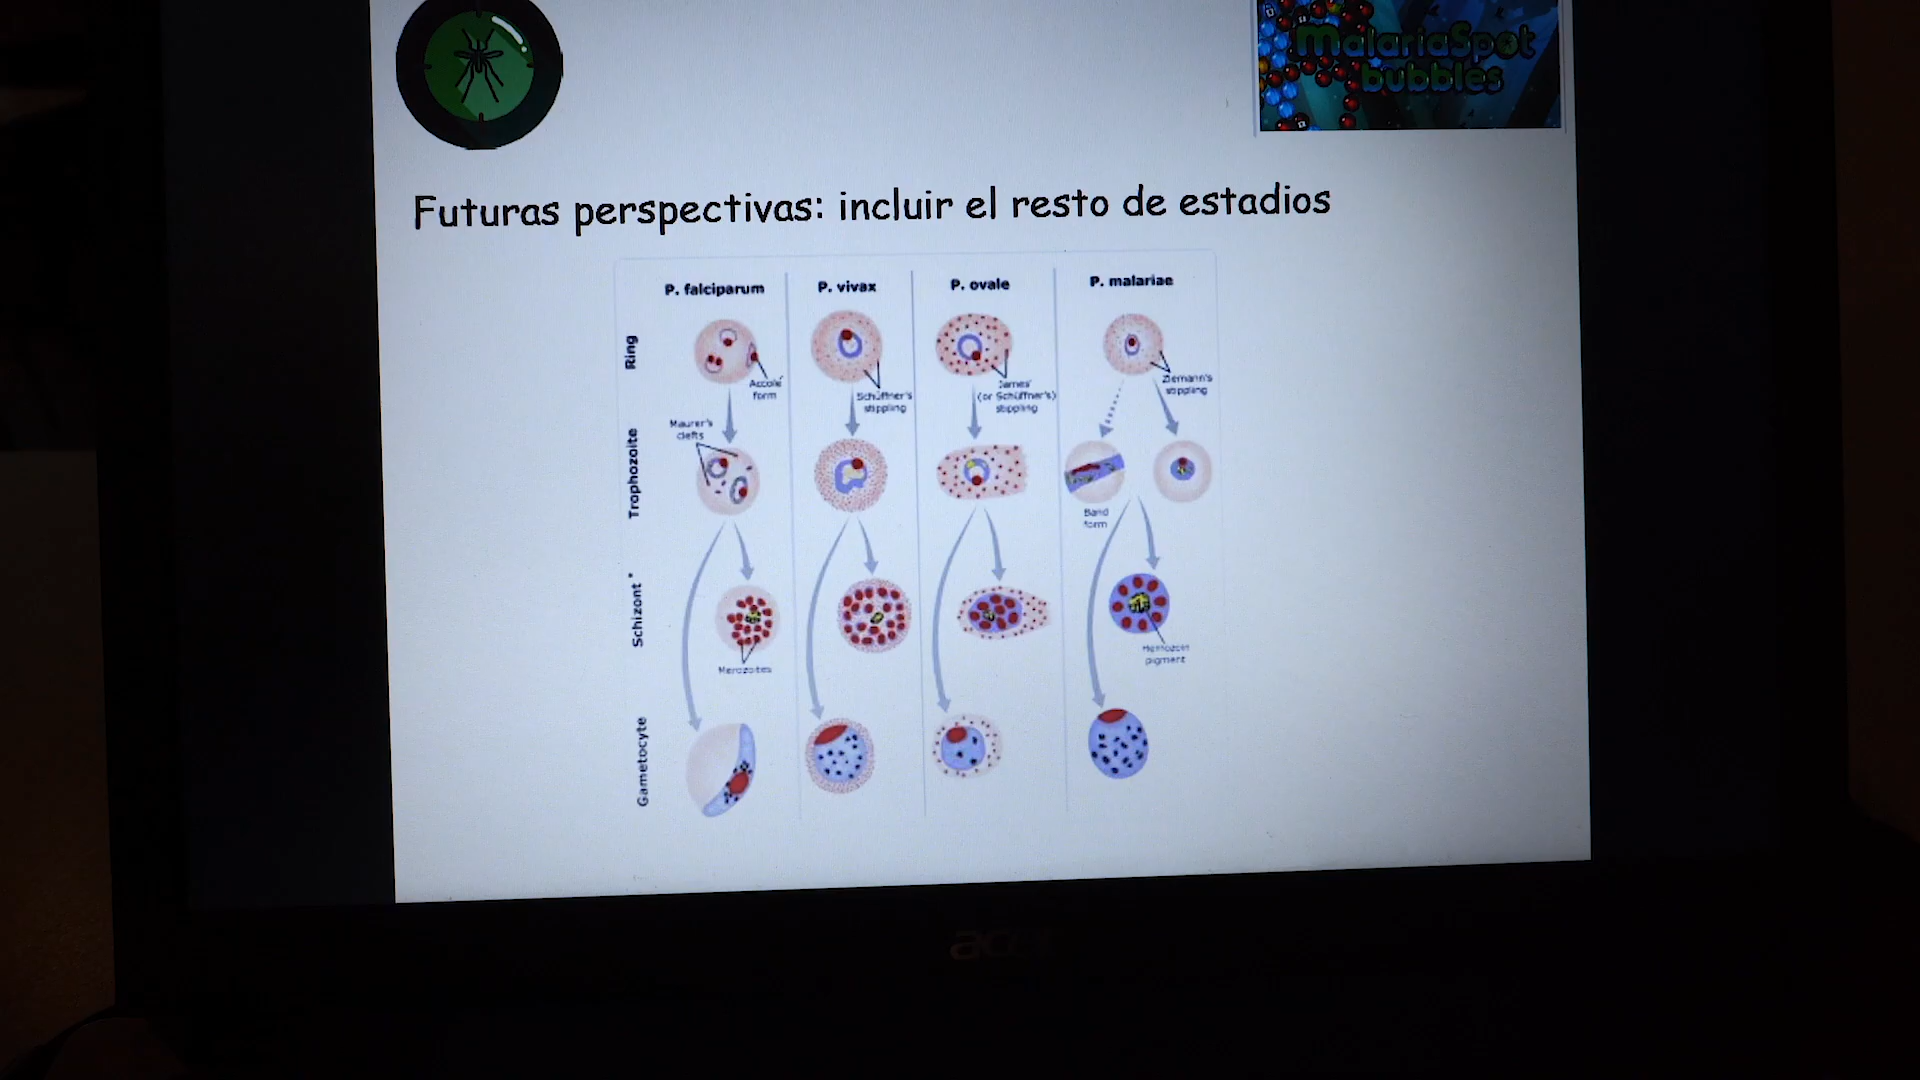 MalariaSpot
bubbles
Futuras perspectivas: incluir el resto de estadios
P. falciparum
P. vivax
P. ovale
P. malariae
Ring
Accolé
form
Schüffner's
stippling
James'
(or Schüffner's)
stippling
Ziemann's
stippling
Trophozoite
Maurer's
clefts
Band
form
Schizont *
Merozoites
Hemozoin
pigment
Gametocyte
acer